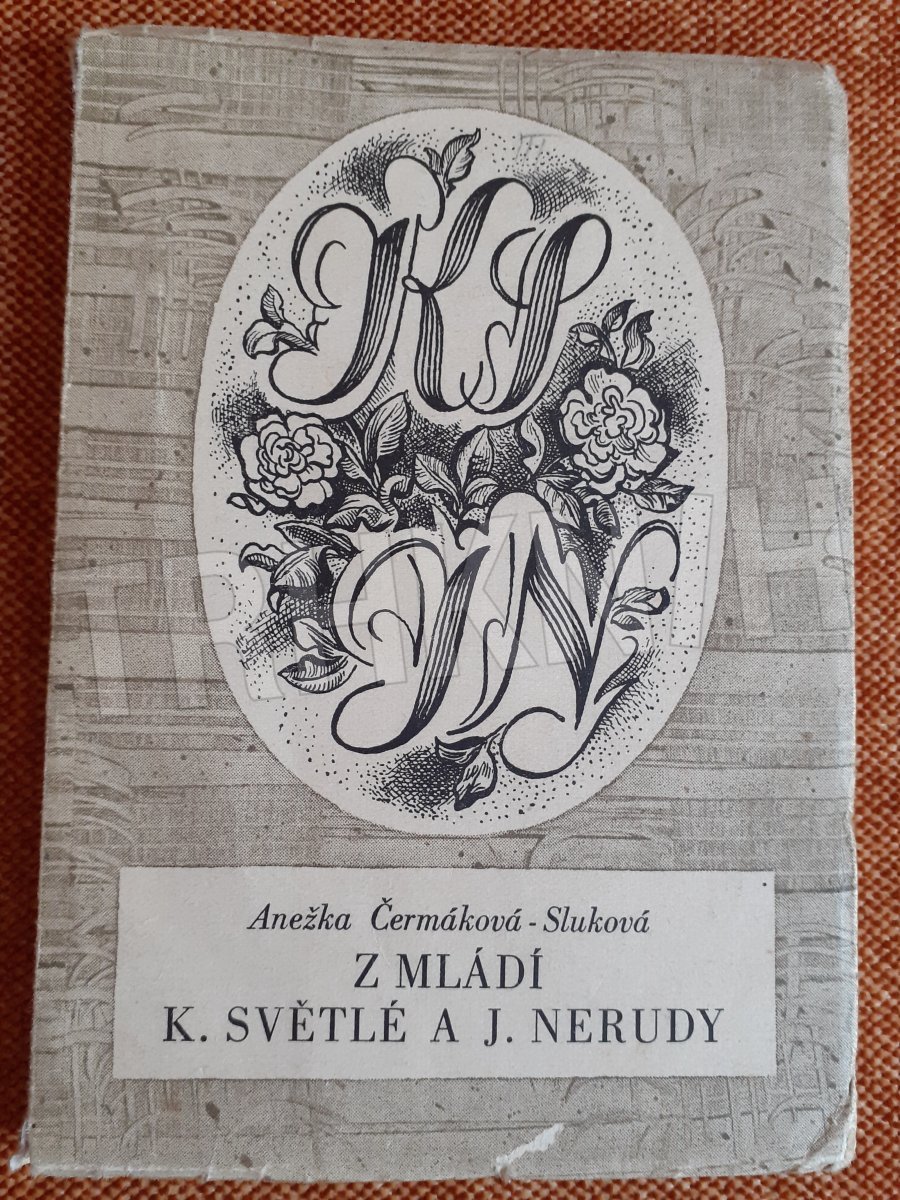 KS
JN
Anežka Čermáková - Sluková
Z MLÁDÍ
K. SVĚTLÉ A J. NERUDY